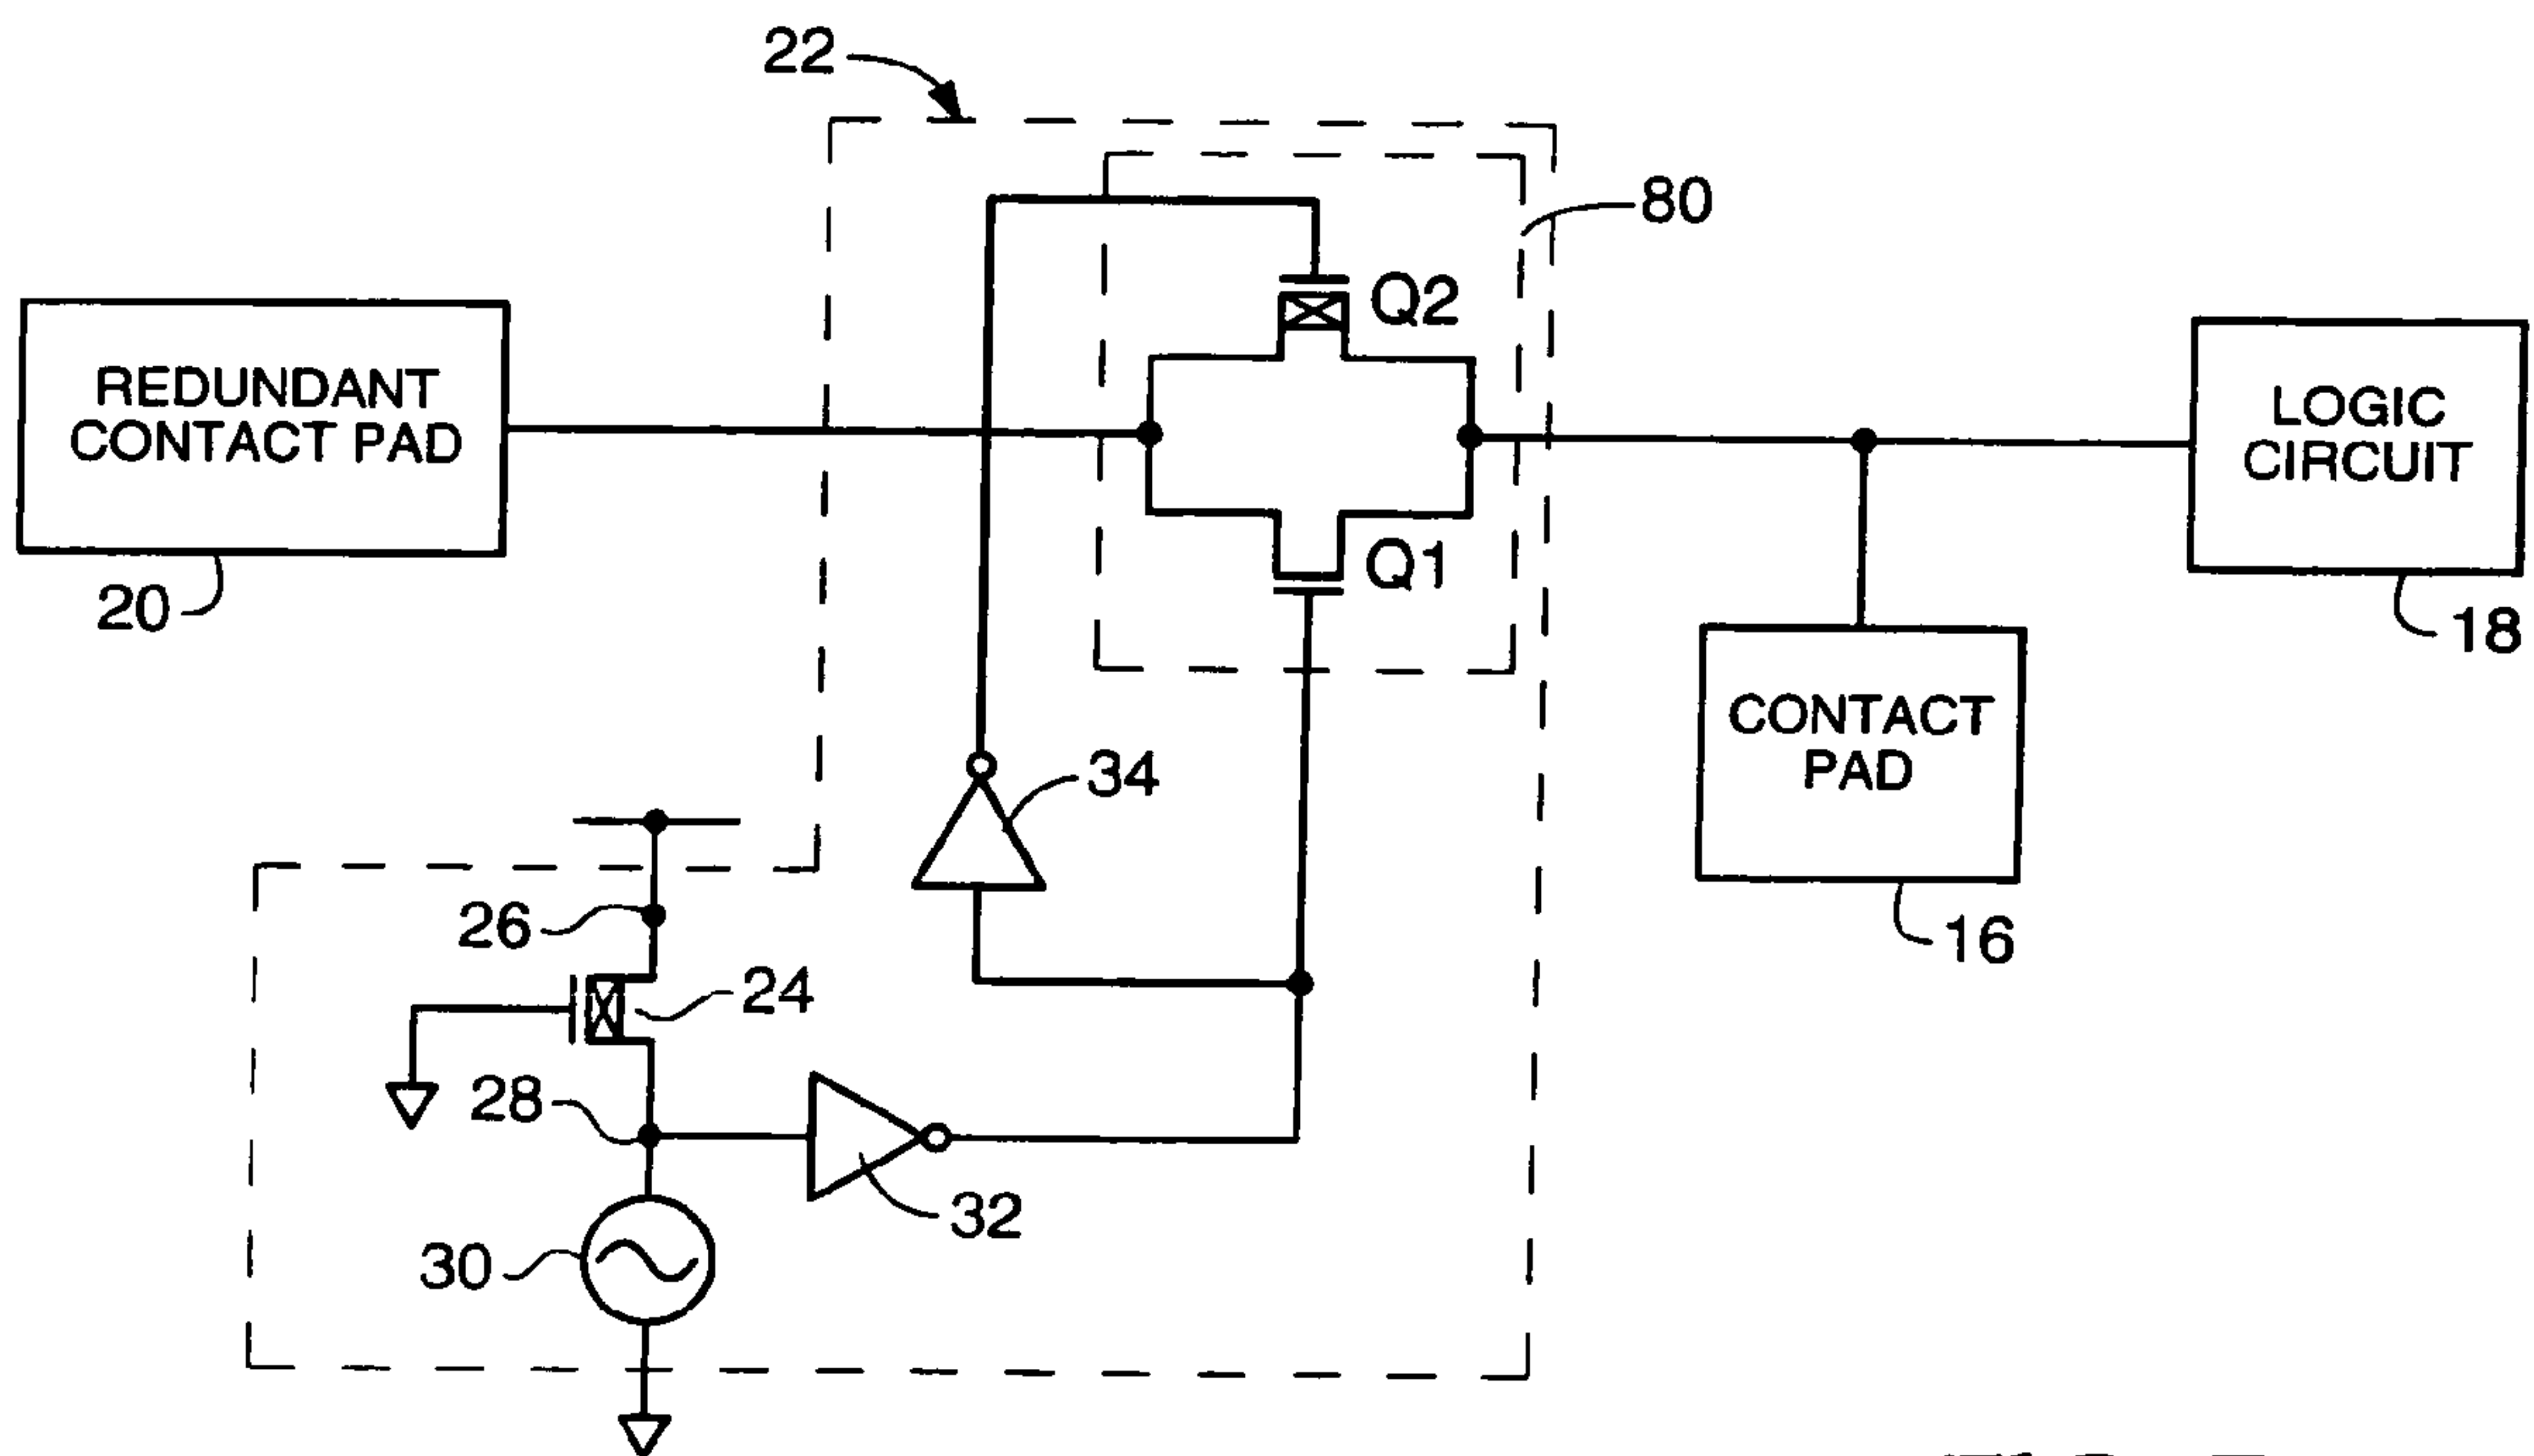 22
80
Q2
REDUNDANT
CONTACT PAD
LOGIC
CIRCUIT
Q1
20
18
CONTACT
PAD
34
26
16
24
28
32
30